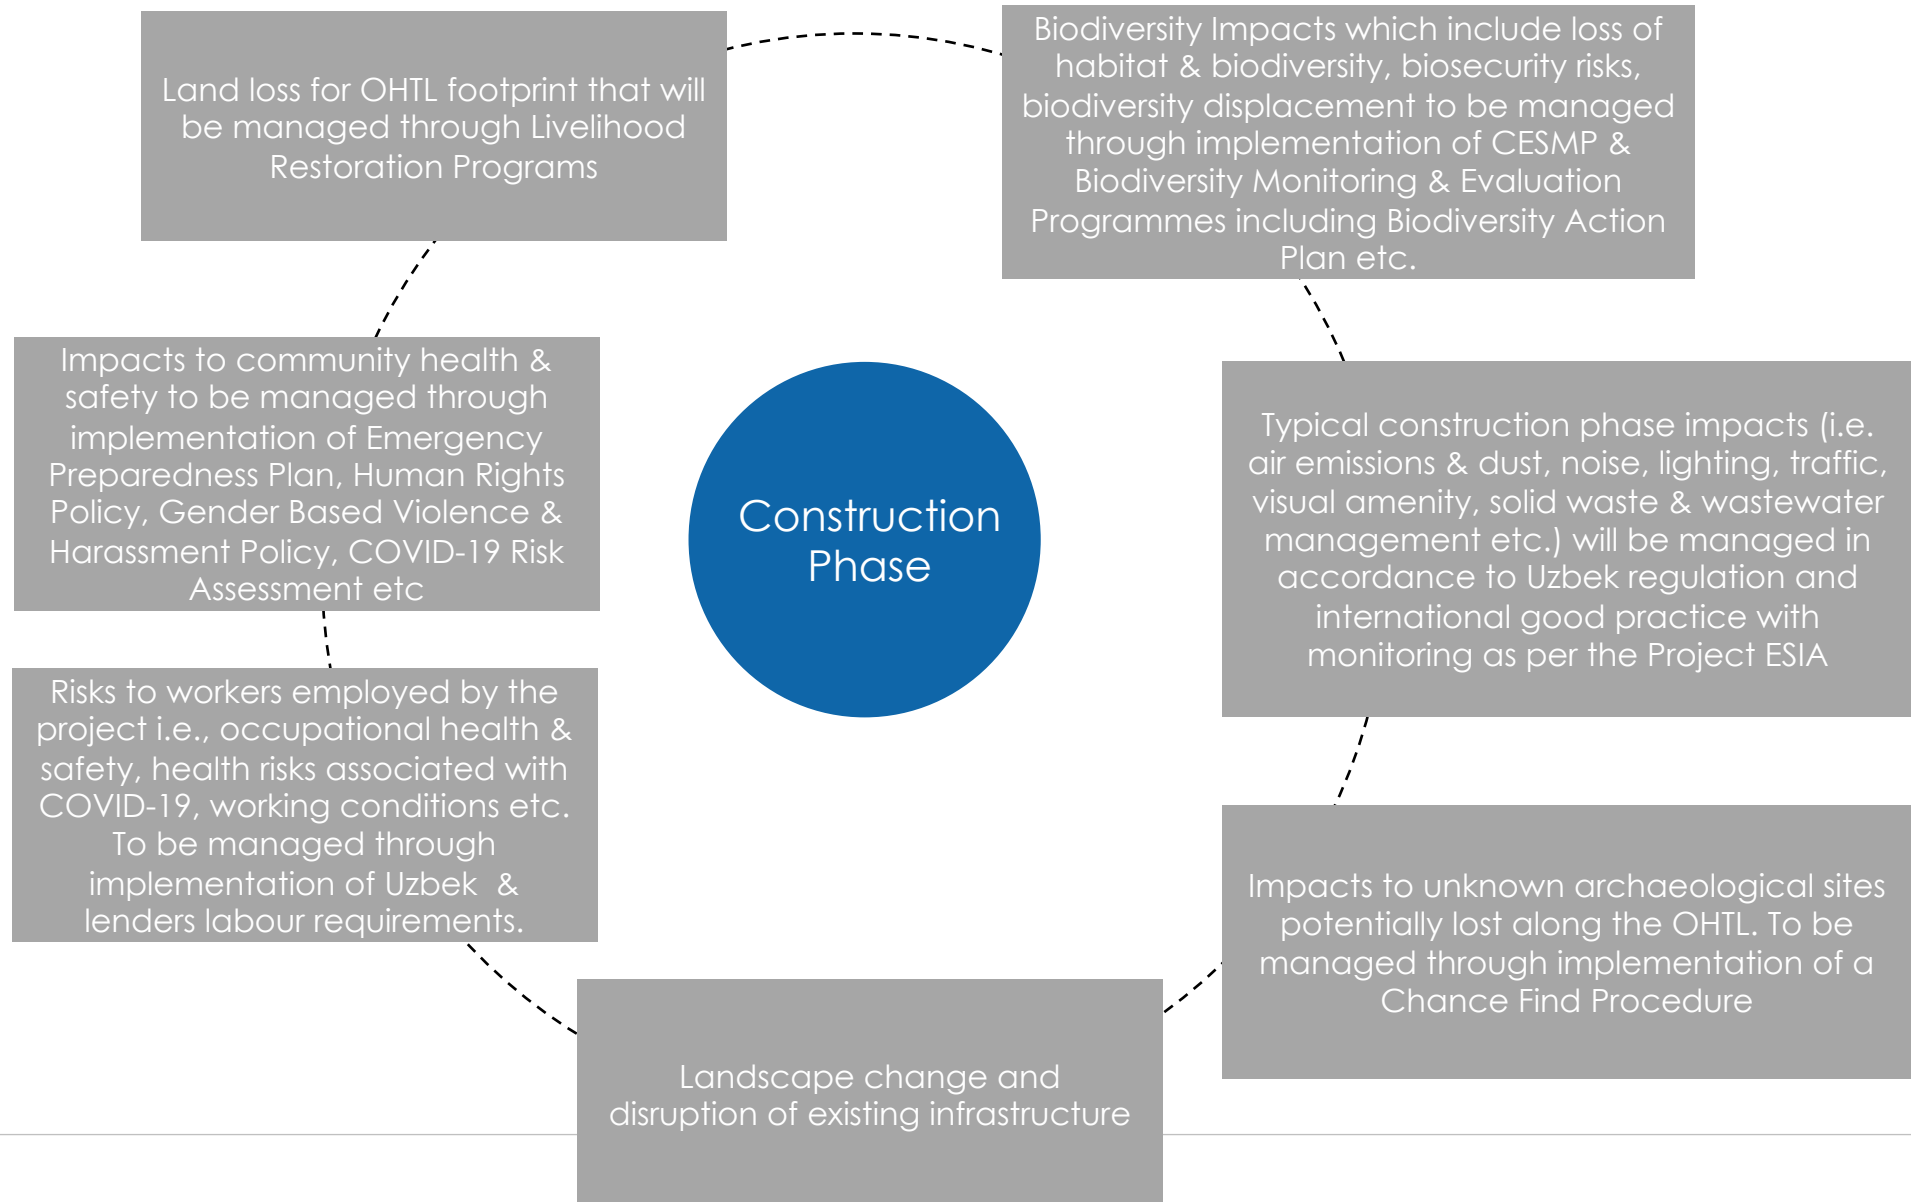 Land loss for OHTL footprint that will
be managed through Livelihood
Restoration Programs
Biodiversity Impacts which include loss of
habitat & biodiversity, biosecurity risks,
biodiversity displacement to be managed
through implementation of CESMP &
Biodiversity Monitoring & Evaluation
Programmes including Biodiversity Action
Plan etc.
Impacts to community health &
safety to be managed through
implementation of Emergency
Preparedness Plan, Human Rights
Policy, Gender Based Violence &
Harassment Policy, COVID-19 Risk
Assessment etc
Construction
Phase
Typical construction phase impacts (i.e.
air emissions & dust, noise, lighting, traffic,
visual amenity, solid waste & wastewater
management etc.) will be managed in
accordance to Uzbek regulation and
international good practice with
monitoring as per the Project ESIA
Risks to workers employed by the
project i.e., occupational health &
safety, health risks associated with
COVID-19, working conditions etc.
To be managed through
implementation of Uzbek  &
lenders labour requirements.
Impacts to unknown archaeological sites
potentially lost along the OHTL. To be
managed through implementation of a
Chance Find Procedure
Landscape change and
disruption of existing infrastructure